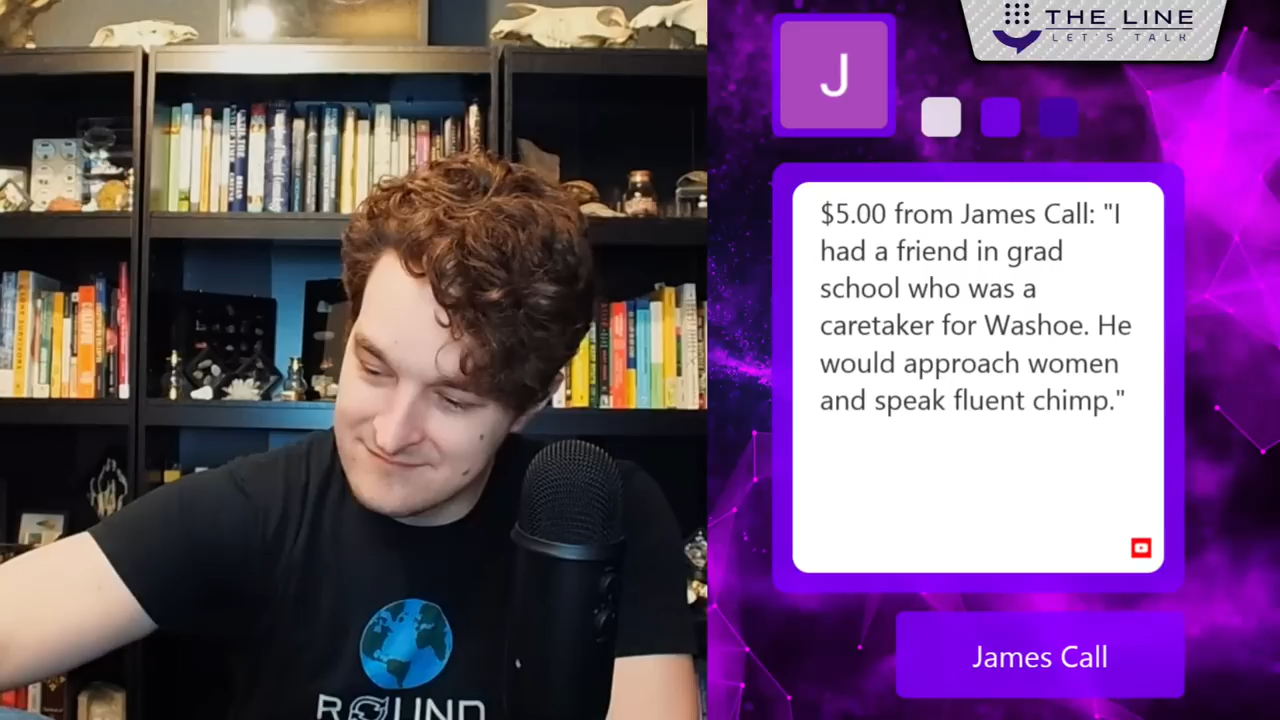 THE LINE
LET'S TALK
J
$5.00 from James Call: "I
had a friend in grad
school who was a
caretaker for Washoe. He
would approach women
and speak fluent chimp."
James Call
ROUND